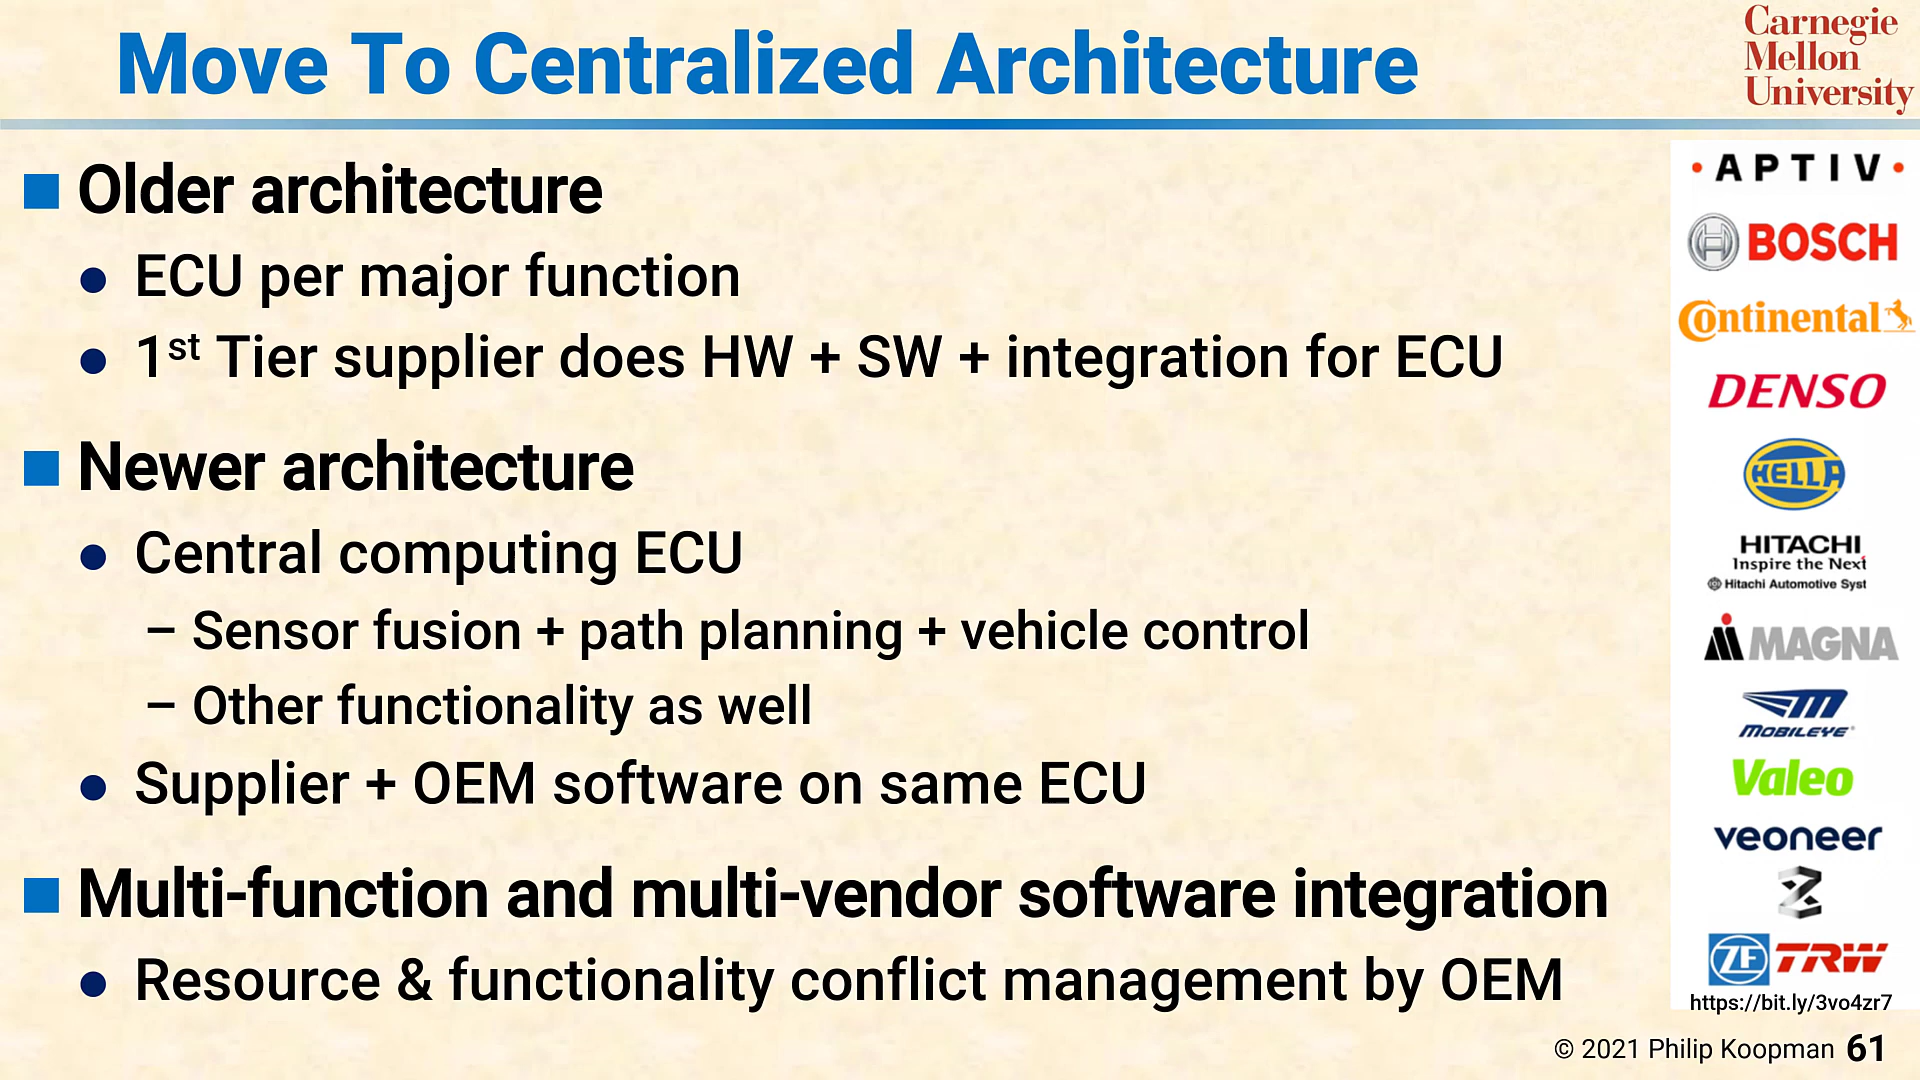 Move To Centralized Architecture
Carnegie
Mellon
University
■ Older architecture
● ECU per major function
● 1st Tier supplier does HW + SW + integration for ECU
■ Newer architecture
● Central computing ECU
– Sensor fusion + path planning + vehicle control
– Other functionality as well
● Supplier + OEM software on same ECU
■ Multi-function and multi-vendor software integration
● Resource & functionality conflict management by OEM
• APTIV •
BOSCH
Continental
DENSO
HELLA
HITACHI
Inspire the Next
Hitachi Automotive Syst
MAGNA
MOBILEYE
Valeo
veoneer
ZF TRW
https://bit.ly/3vo4zr7
© 2021 Philip Koopman 61